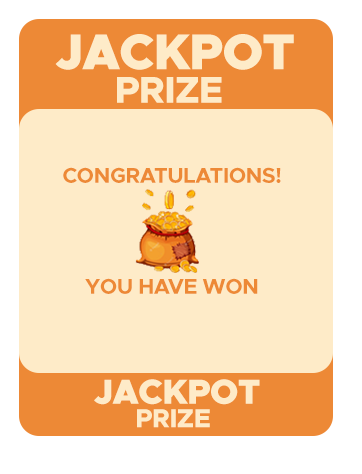 JACKPOT
PRIZE
CONGRATULATIONS!
YOU HAVE WON
JACKPOT
PRIZE